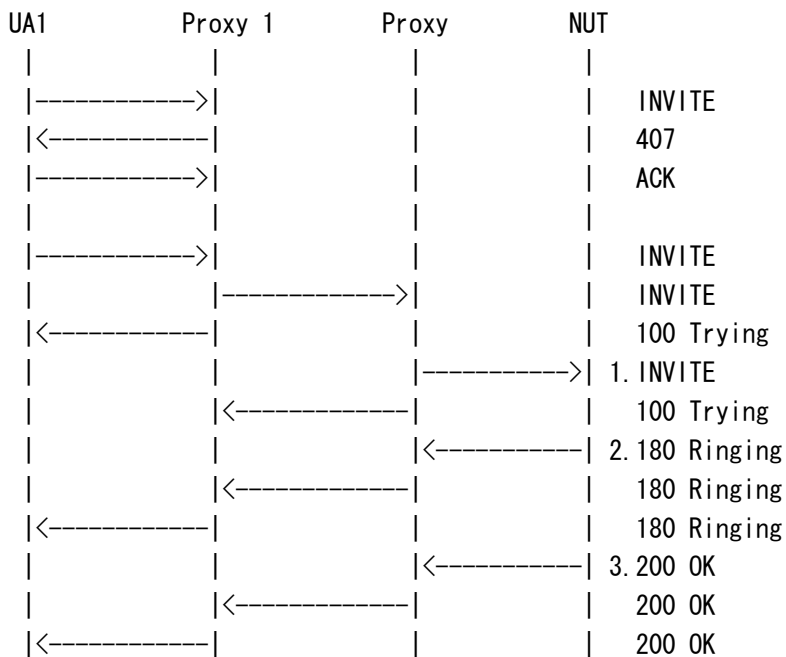 UA1 Proxy 1 Proxy NUT
INVITE
407
ACK
INVITE
INVITE
100 Trying
1. INVITE
100 Trying
2. 180 Ringing
180 Ringing
180 Ringing
3. 200 OK
200 OK
200 OK